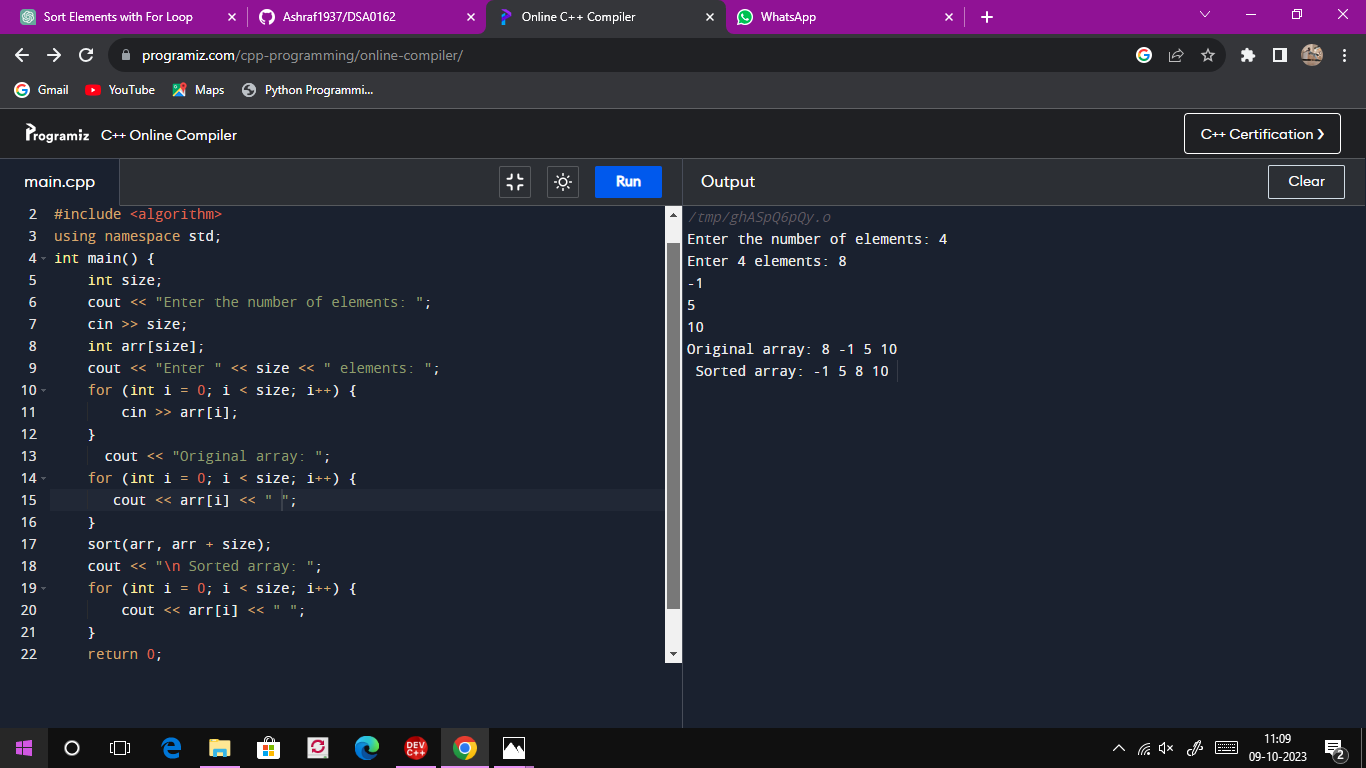 Sort Elements with For Loop
Ashraf1937/DSA0162
Online C++ Compiler
WhatsApp
programiz.com/cpp-programming/online-compiler/
Gmail
YouTube
Maps
Python Programmi...
Programiz
C++ Online Compiler
C++ Certification ❯
main.cpp
Run
2 #include <algorithm>
3 using namespace std;
4 int main() {
5     int size;
6     cout << "Enter the number of elements: ";
7     cin >> size;
8     int arr[size];
9     cout << "Enter " << size << " elements: ";
10     for (int i = 0; i < size; i++) {
11         cin >> arr[i];
12     }
13       cout << "Original array: ";
14     for (int i = 0; i < size; i++) {
15        cout << arr[i] << " ";
16     }
17     sort(arr, arr + size);
18     cout << "\n Sorted array: ";
19     for (int i = 0; i < size; i++) {
20         cout << arr[i] << " ";
21     }
22     return 0;
Output
Clear
/tmp/ghASpQ6pQy.o
Enter the number of elements: 4
Enter 4 elements: 8
-1
5
10
Original array: 8 -1 5 10
 Sorted array: -1 5 8 10
DEV
C++
11:09
09-10-2023
2